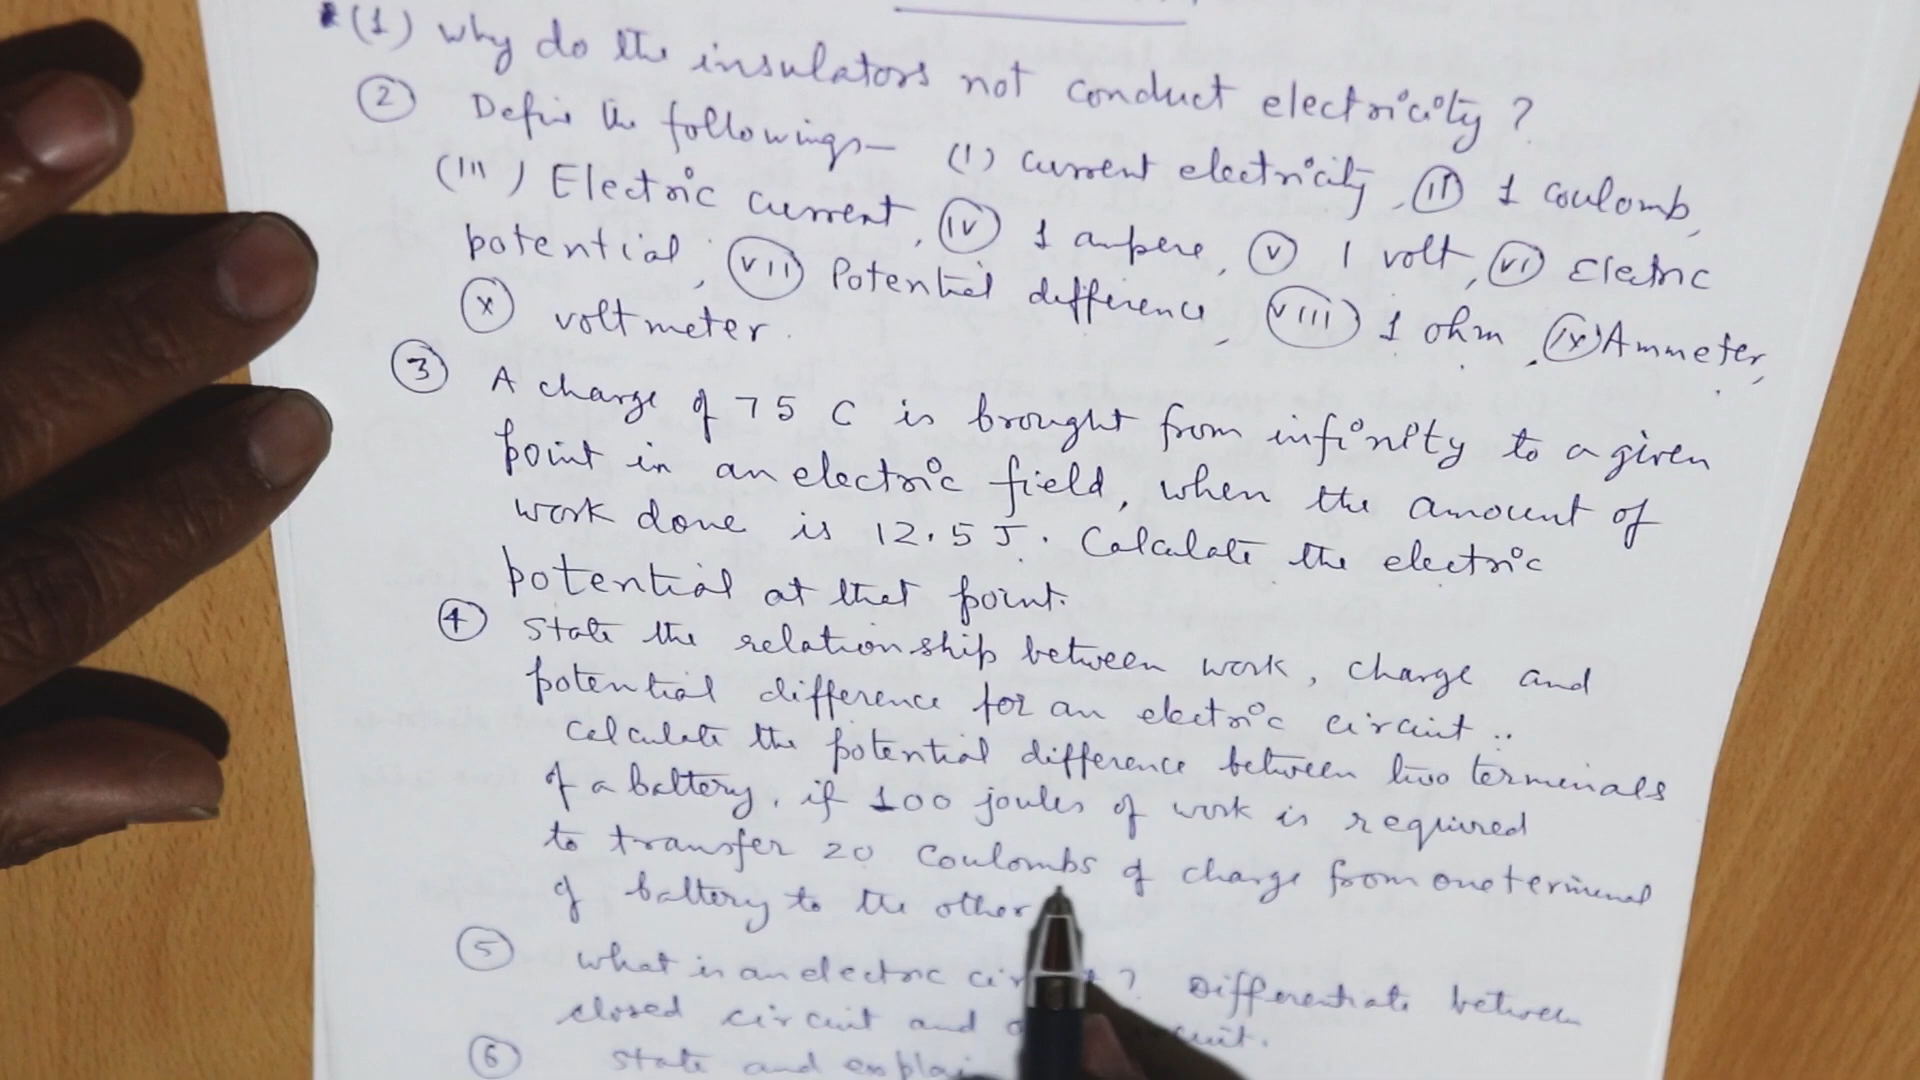 (1) Why do the insulators not conduct electricity ?
(2) Define the followings— (i) current electricity, (ii) 1 coulomb,
(iii) Electric current, (iv) 1 ampere, (v) 1 volt, (vi) Electric
potential, (vii) Potential difference, (viii) 1 ohm, (ix) Ammeter,
(x) voltmeter.
(3) A charge of 75 C is brought from infinity to a given
point in an electric field, when the amount of
work done is 12.5 J. Calculate the electric
potential at that point.
(4) State the relationship between work, charge and
potential difference for an electric circuit..
Calculate the potential difference between two terminals
of a battery, if 100 joules of work is required
to transfer 20 coulombs of charge from one terminal
of battery to the other
(5) What is an electric ? Differentiate between
closed circuit and
(6) State and